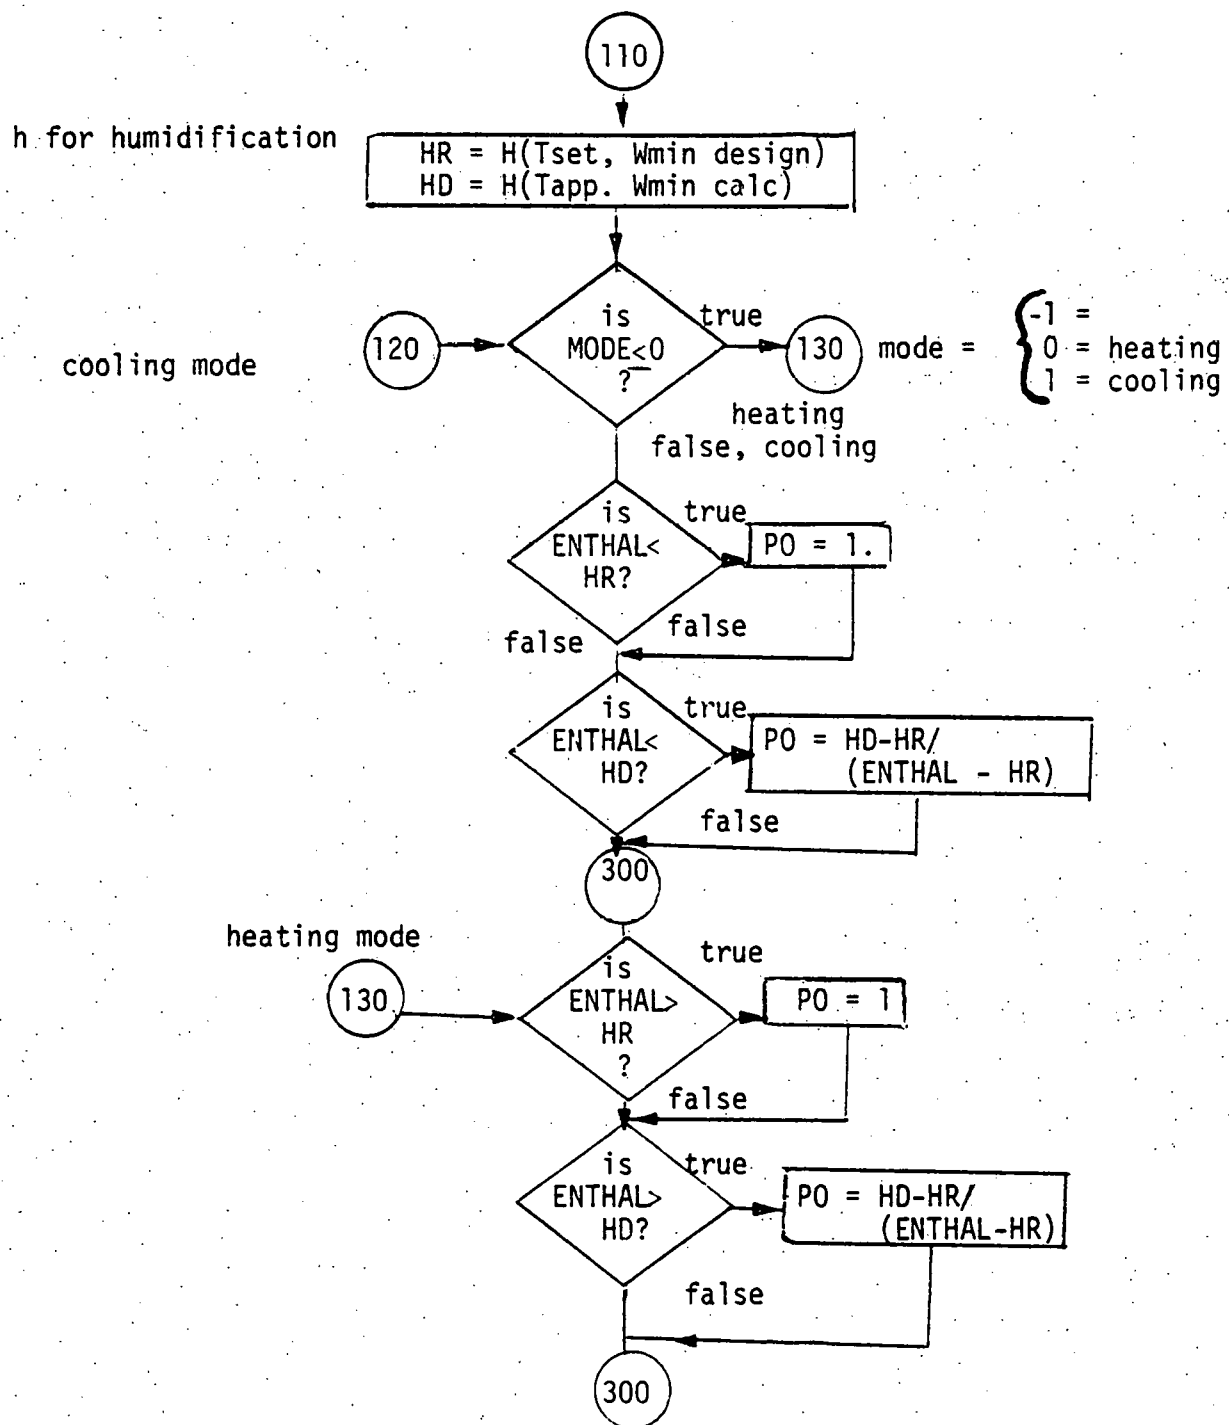 110
h for humidification
HR = H(Tset, Wmin design)
HD = H(Tapp. Wmin calc)
is
MODE≤0
?
true
120
130
cooling mode
mode =
-1 =
0 = heating
1 = cooling
heating
false, cooling
is
ENTHAL<
HR?
true
PO = 1.
false
false
is
ENTHAL<
HD?
true
PO = HD-HR/
(ENTHAL - HR)
false
300
heating mode
130
is
ENTHAL>
HR
?
true
PO = 1
false
is
ENTHAL>
HD?
true
PO = HD-HR/
(ENTHAL-HR)
false
300